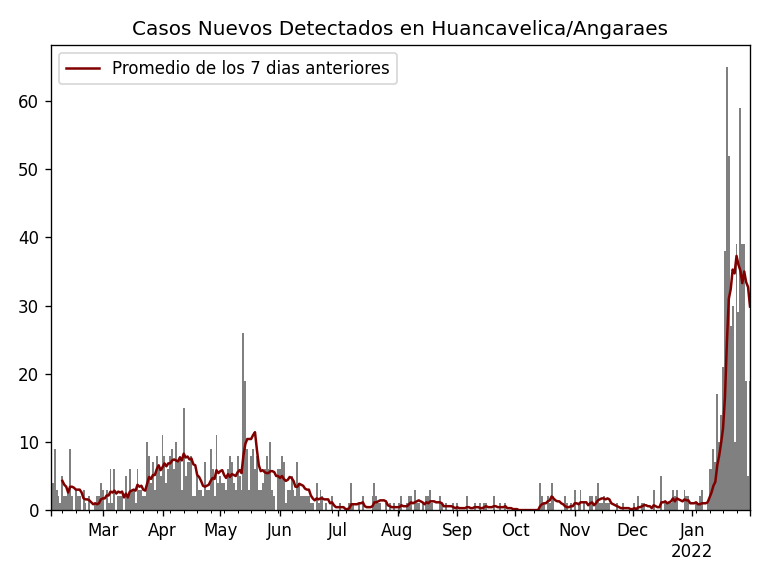 Casos Nuevos Detectados en Huancavelica/Angaraes
Promedio de los 7 dias anteriores
60
50
40
30
20
10
0
Mar Apr May Jun Jul Aug Sep Oct Nov Dec Jan
2022